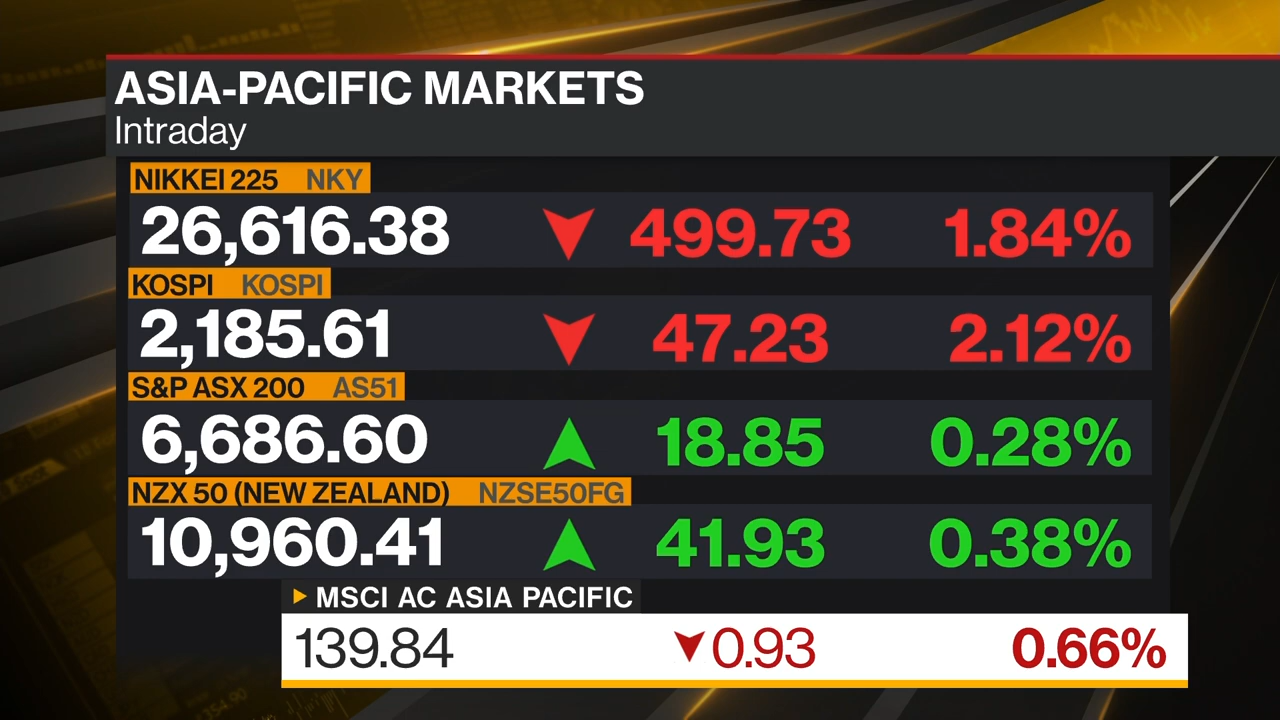 ASIA-PACIFIC MARKETS
Intraday
NIKKEI 225 NKY
26,616.38 499.73 1.84%
KOSPI KOSPI
2,185.61 47.23 2.12%
S&P ASX 200 AS51
6,686.60 18.85 0.28%
NZX 50 (NEW ZEALAND) NZSE50FG
10,960.41 41.93 0.38%
MSCI AC ASIA PACIFIC
139.84 0.93 0.66%